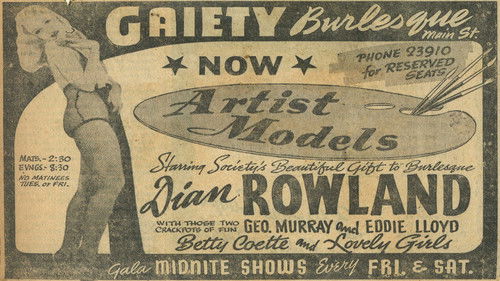 GAIETY Burlesque
Main St.
PHONE 23910
for RESERVED
SEATS
★ NOW ★
Artist
Models
MATS.- 2:30
EVNGS.- 8:30
NO MATINEES
TUES. OR FRI.
Starring Society's Beautiful Gift to Burlesque
Dian ROWLAND
WITH THOSE TWO
CRACKPOTS OF FUN
GEO. MURRAY and EDDIE LLOYD
Betty Coette and Lovely Girls
Gala MIDNITE SHOWS Every FRI. & SAT.